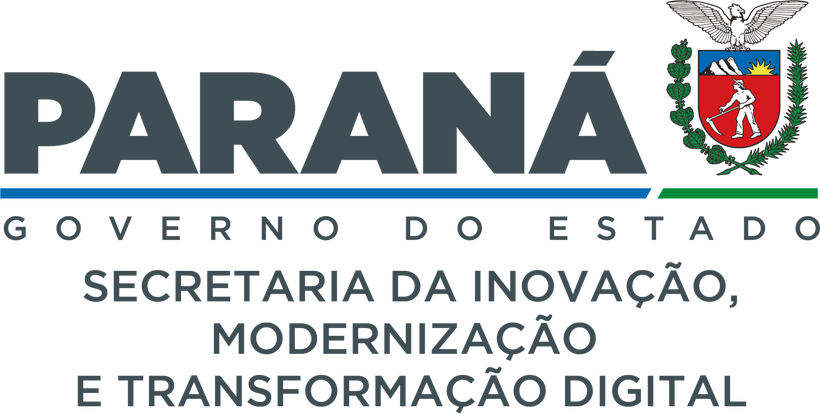 PARANÁ
GOVERNO DO ESTADO
SECRETARIA DA INOVAÇÃO,
MODERNIZAÇÃO
E TRANSFORMAÇÃO DIGITAL